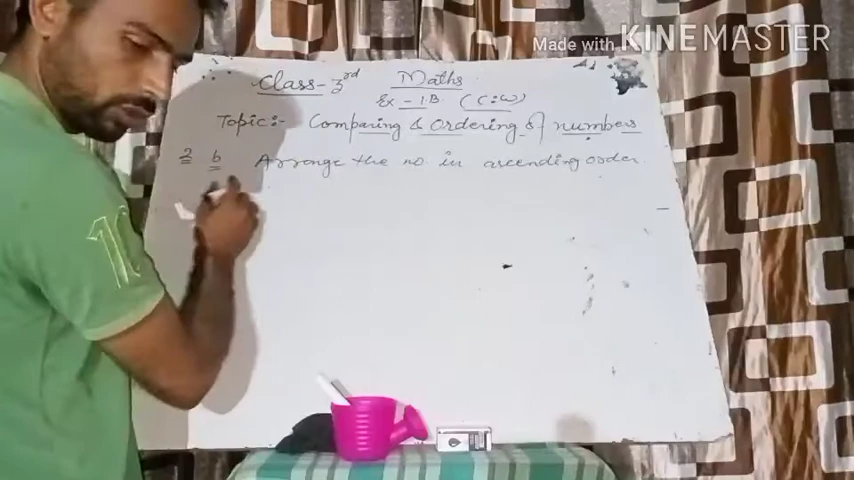 Made with KINEMASTER
Class-3rd Maths
Ex - 1B (C:W)
Topic:- Comparing & Ordering of numbers
2 b Arrange the no in ascending order